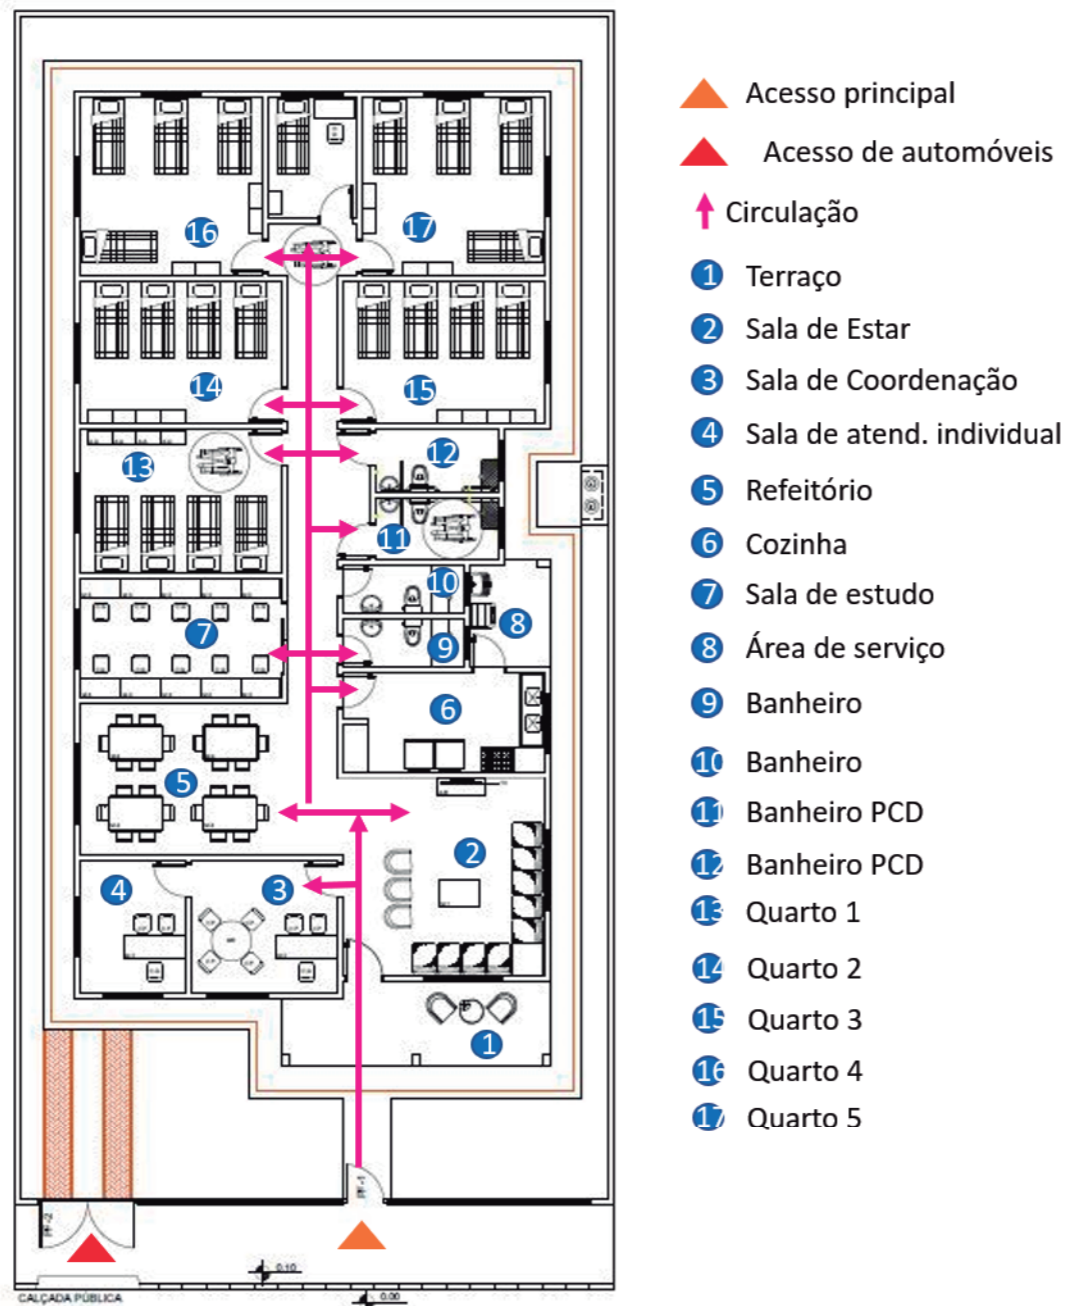 Acesso principal
Acesso de automóveis
Circulação
1 Terraço
2 Sala de Estar
3 Sala de Coordenação
4 Sala de atend. individual
5 Refeitório
6 Cozinha
7 Sala de estudo
8 Área de serviço
9 Banheiro
10 Banheiro
11 Banheiro PCD
12 Banheiro PCD
13 Quarto 1
14 Quarto 2
15 Quarto 3
16 Quarto 4
17 Quarto 5
16
17
14
15
13
12
11
10
9
8
7
6
5
4
3
2
1
PF-1
PF-2
0.10
CALÇADA PÚBLICA
0.00